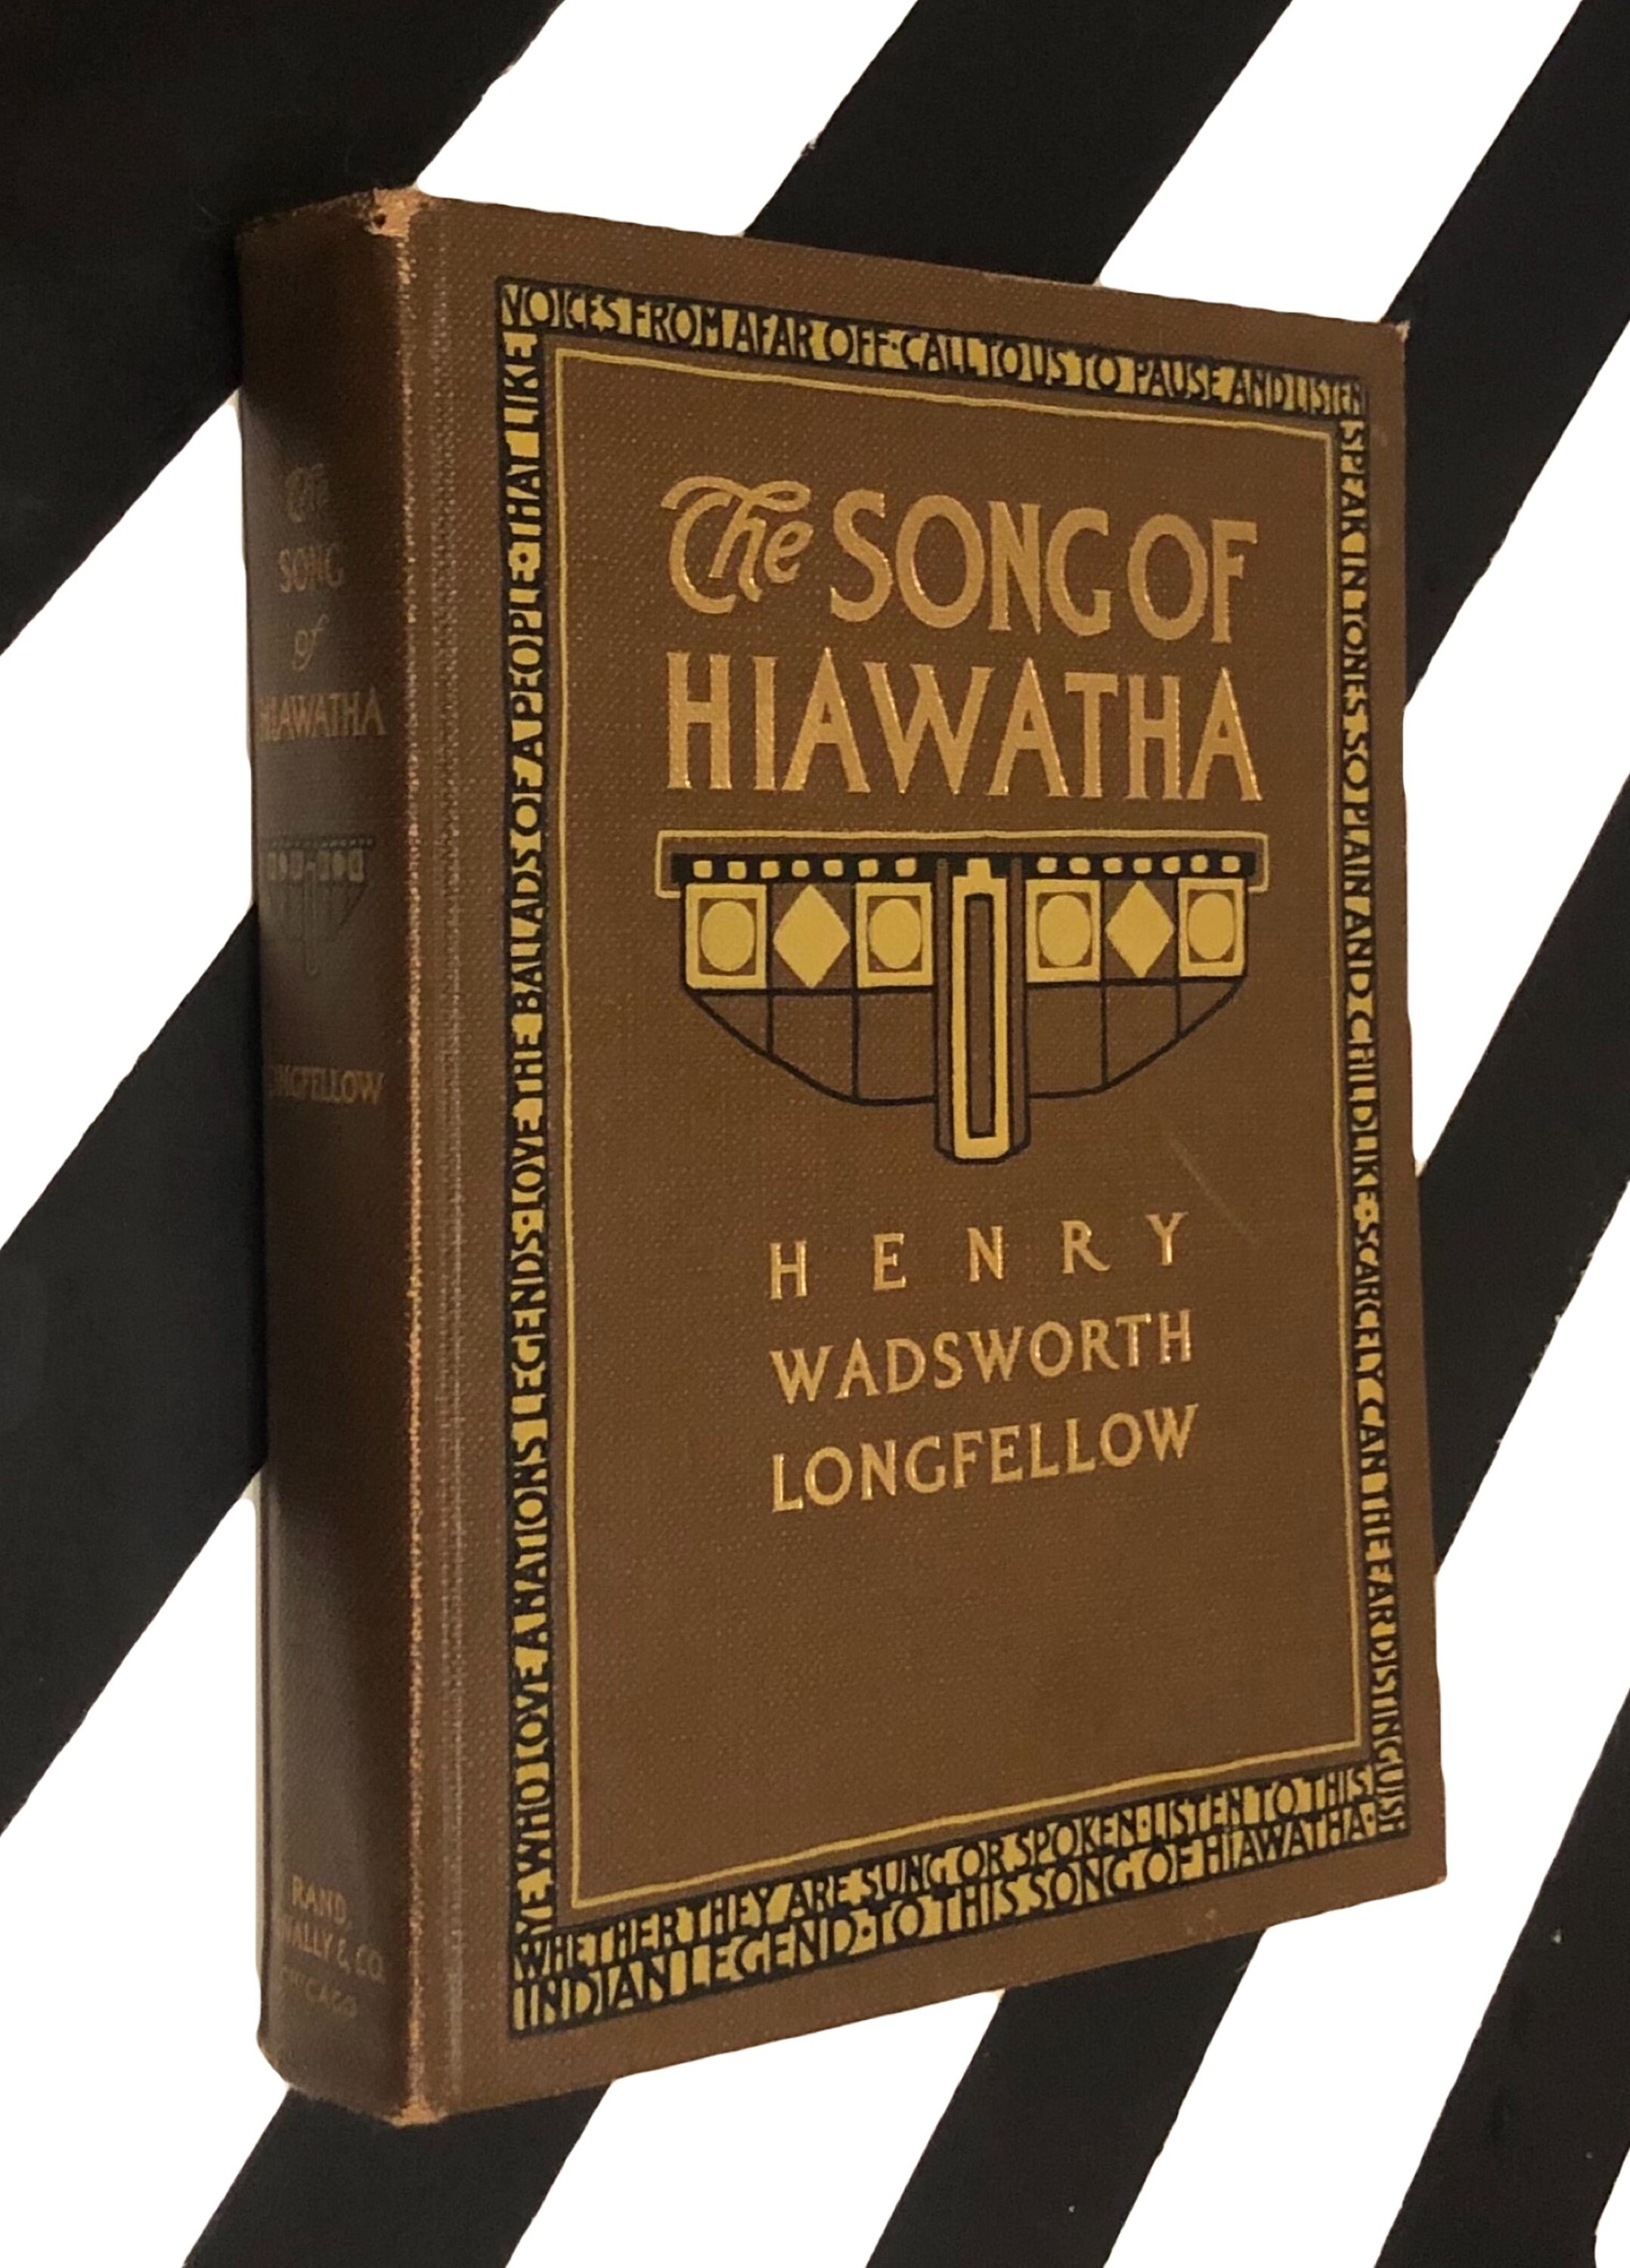 The
SONG
of
HIAWATHA
LONGFELLOW
RAND,
& CO.
CHICAGO
YE WHO LOVE A NATIONS LEGENDS · LOVE THE BALLADS OF A PEOPLE · THAT LIKE
VOICES FROM AFAR OFF · CALL TO US TO PAUSE AND LISTEN
SPEAK IN TONES SO PLAIN AND CHILDLIKE · SCARCELY CAN THE EAR DISTINGUISH
WHETHER THEY ARE SUNG OR SPOKEN · LISTEN TO THIS
INDIAN LEGEND · TO THIS SONG OF HIAWATHA ·
The SONG OF
HIAWATHA
HENRY
WADSWORTH
LONGFELLOW